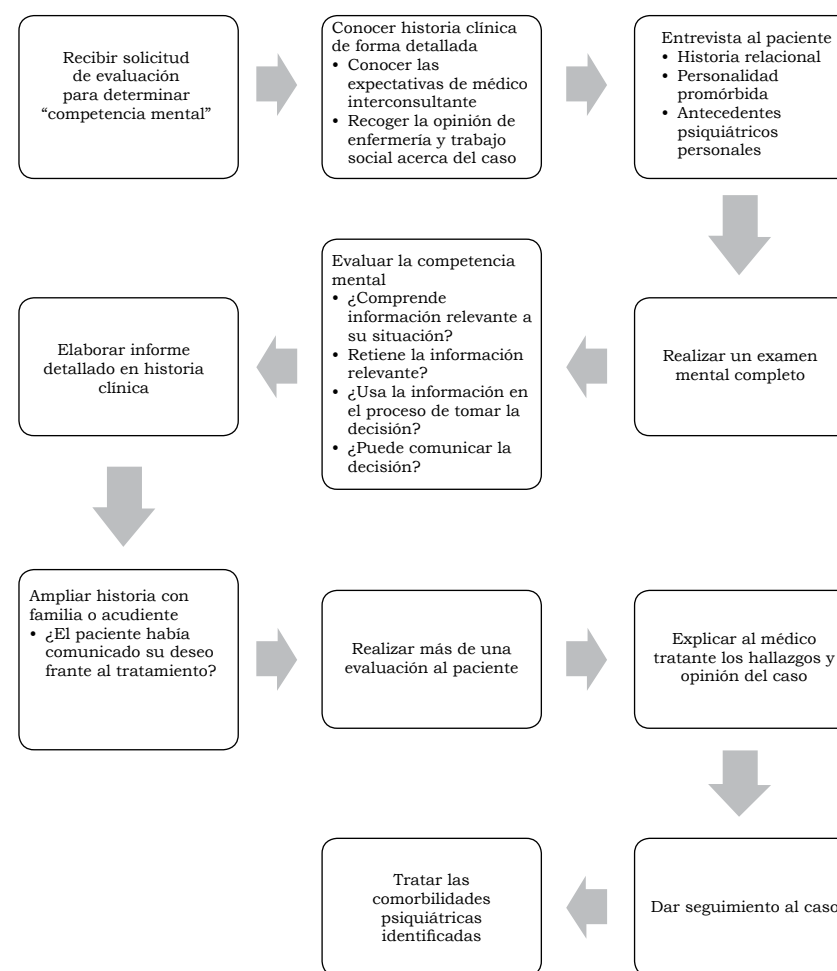 Recibir solicitud
de evaluación
para determinar
“competencia mental”
Conocer historia clínica
de forma detallada
• Conocer las
expectativas de médico
interconsultante
• Recoger la opinión de
enfermería y trabajo
social acerca del caso
Entrevista al paciente
• Historia relacional
• Personalidad
promórbida
• Antecedentes
psiquiátricos
personales
Realizar un examen
mental completo
Evaluar la competencia
mental
• ¿Comprende
información relevante a
su situación?
• Retiene la información
relevante?
• ¿Usa la información en
el proceso de tomar la
decisión?
• ¿Puede comunicar la
decisión?
Elaborar informe
detallado en historia
clínica
Ampliar historia con
familia o acudiente
• ¿El paciente había
comunicado su deseo
frente al tratamiento?
Realizar más de una
evaluación al paciente
Explicar al médico
tratante los hallazgos y
opinión del caso
Dar seguimiento al caso
Tratar las
comorbilidades
psiquiátricas
identificadas